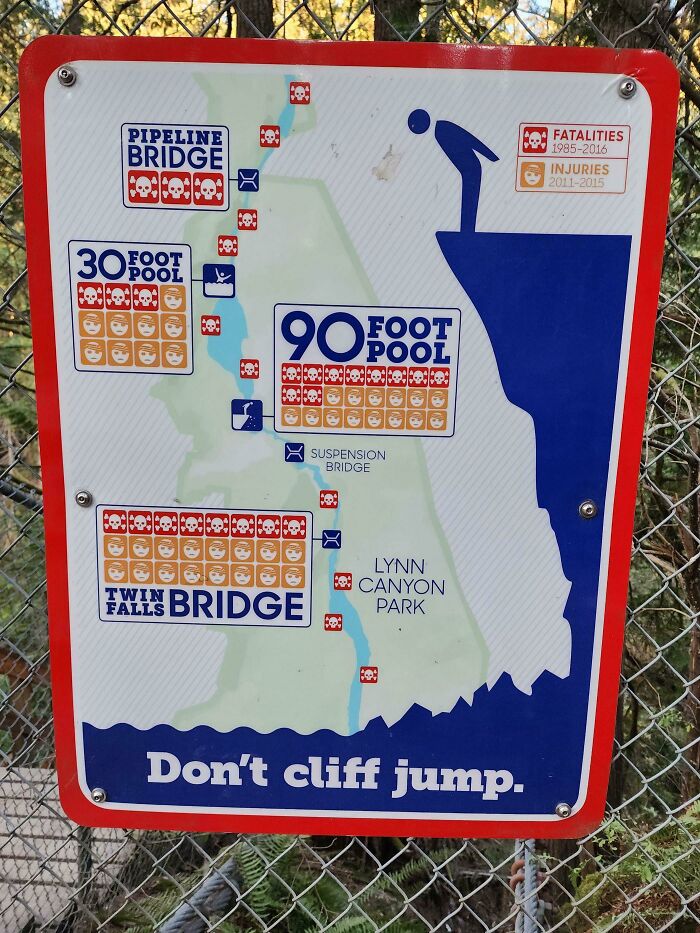 PIPELINE
BRIDGE
FATALITIES
1985-2016
INJURIES
2011-2015
30 FOOT
POOL
90 FOOT
POOL
SUSPENSION
BRIDGE
LYNN
CANYON
PARK
TWIN
FALLS BRIDGE
Don't cliff jump.